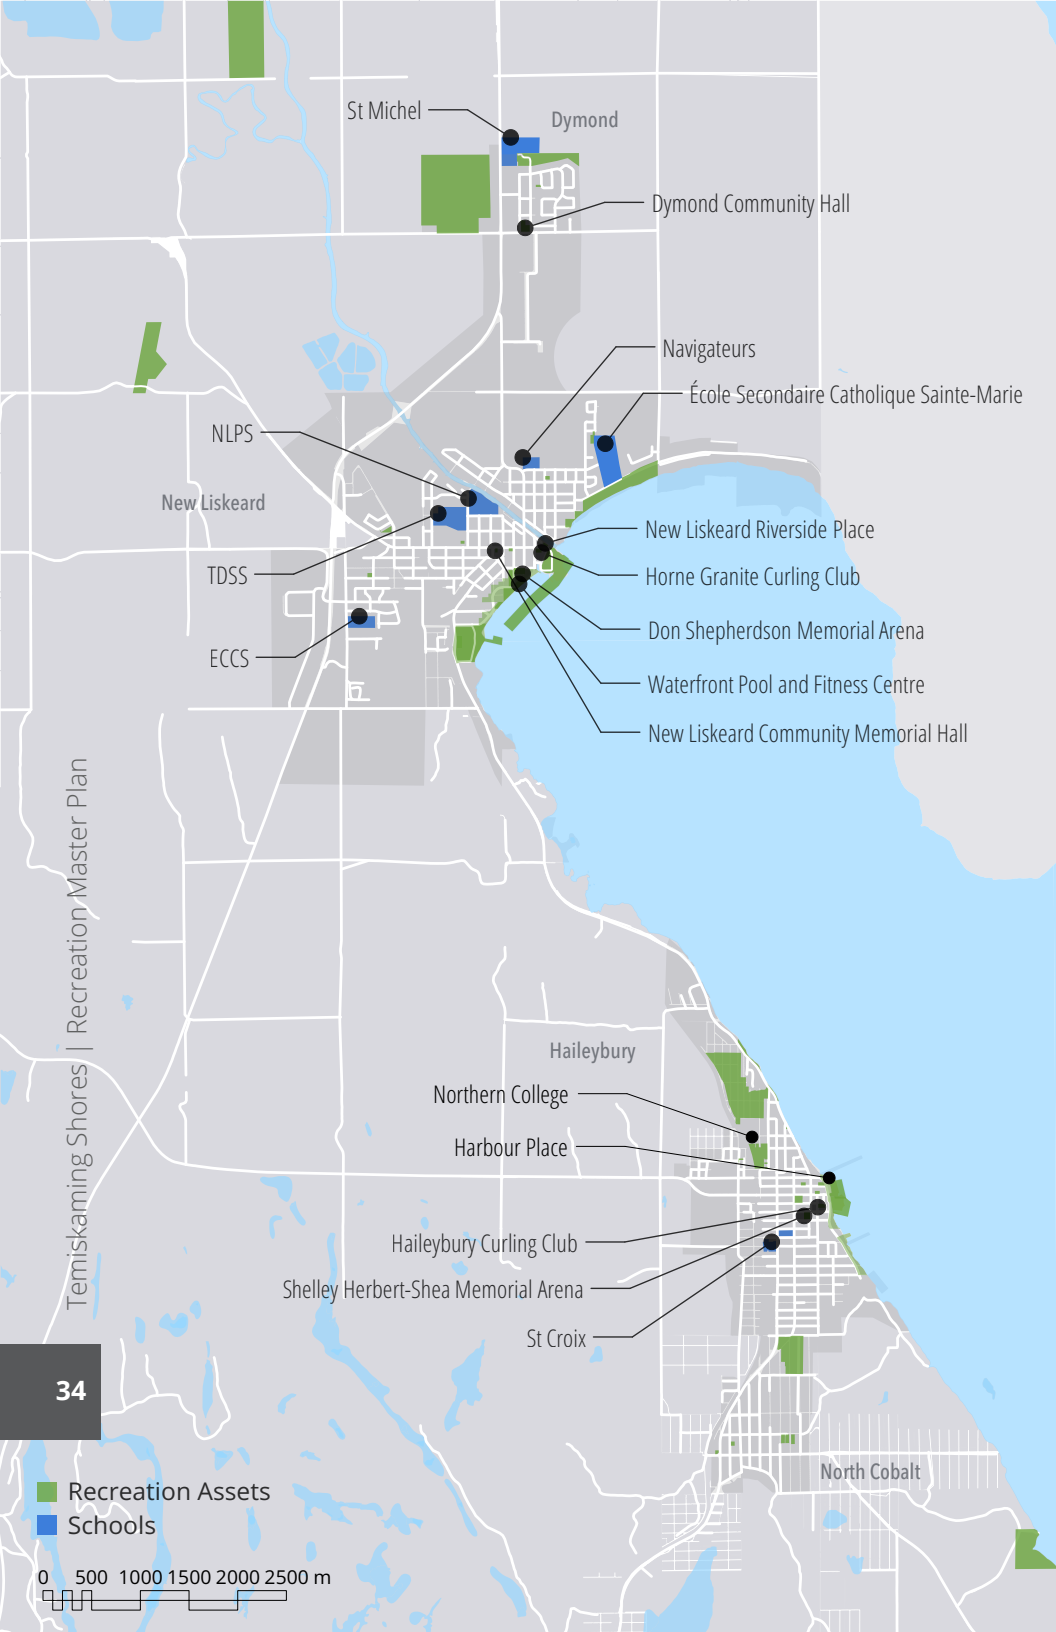 St Michel
Dymond
Dymond Community Hall
Navigateurs
École Secondaire Catholique Sainte-Marie
NLPS
New Liskeard
New Liskeard Riverside Place
TDSS
Horne Granite Curling Club
Don Shepherdson Memorial Arena
ECCS
Waterfront Pool and Fitness Centre
New Liskeard Community Memorial Hall
Temiskaming Shores | Recreation Master Plan
Haileybury
Northern College
Harbour Place
Haileybury Curling Club
Shelley Herbert-Shea Memorial Arena
St Croix
34
North Cobalt
Recreation Assets
Schools
0 500 1000 1500 2000 2500 m